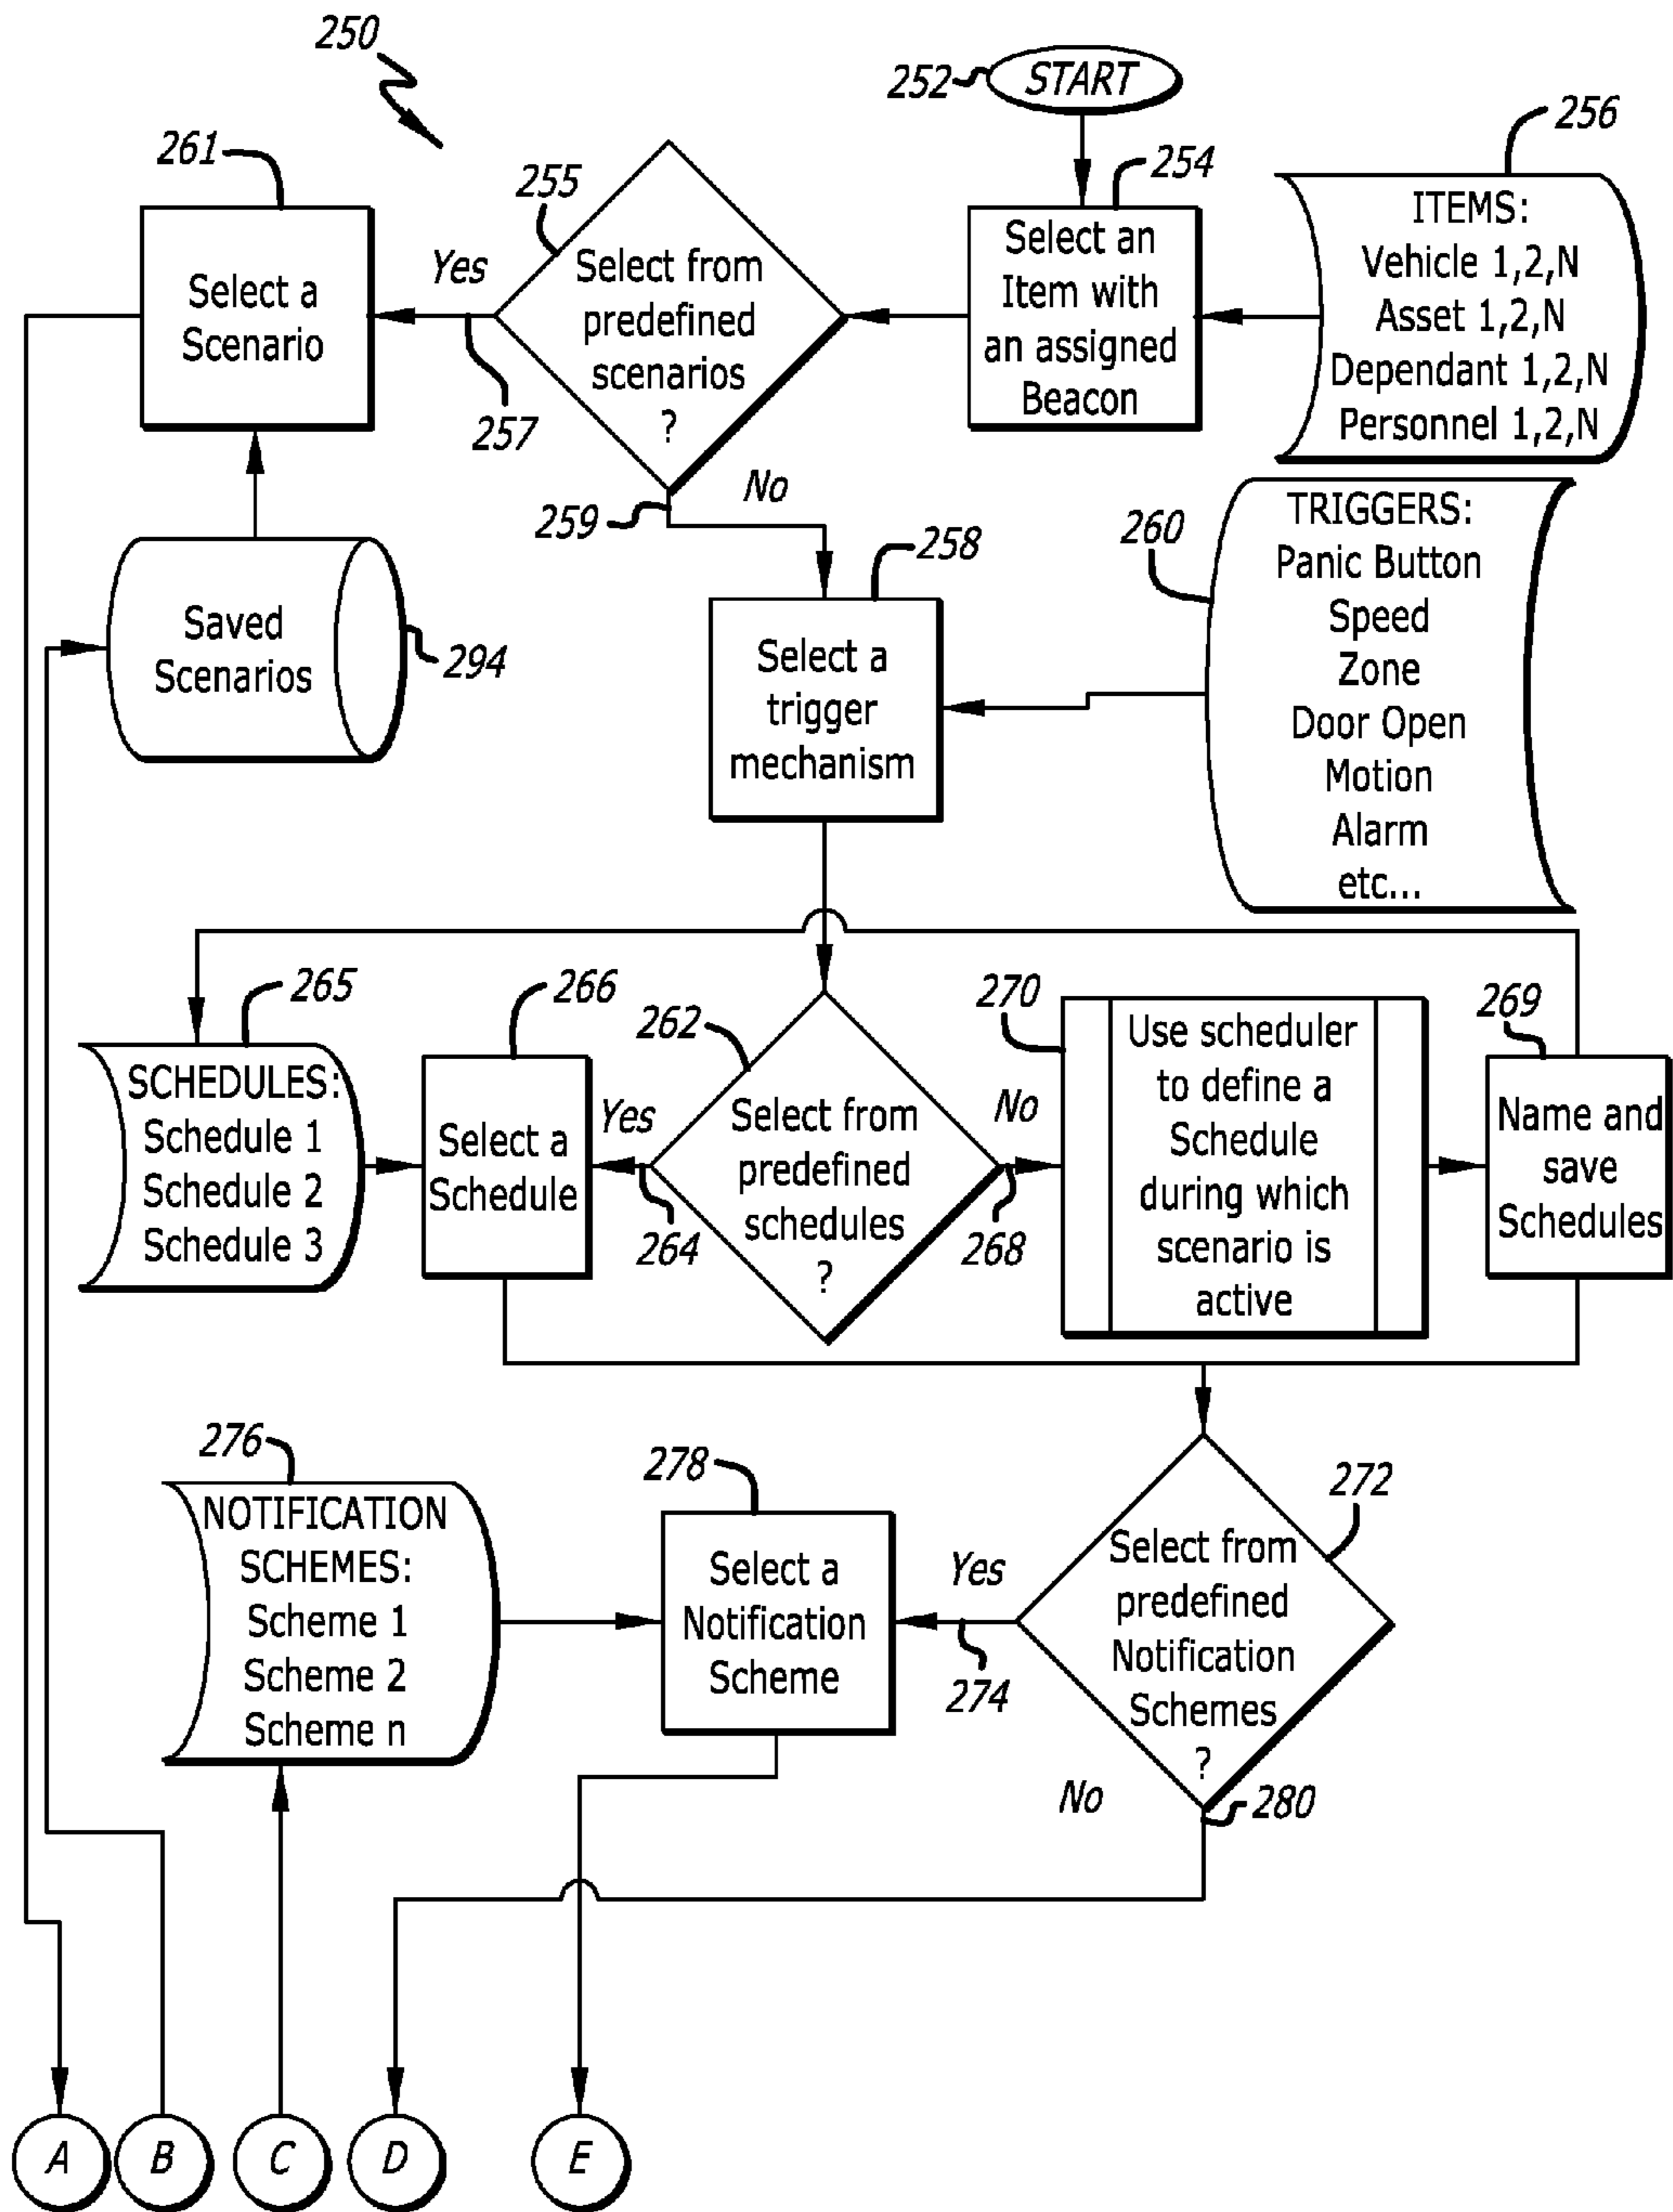 250
252
START
256
261
255
254
ITEMS:
Vehicle 1,2,N
Asset 1,2,N
Dependant 1,2,N
Personnel 1,2,N
Select an
Item with
an assigned
Beacon
Select from
predefined
scenarios
?
Yes
257
Select a
Scenario
No
259
258
260
TRIGGERS:
Panic Button
Speed
Zone
Door Open
Motion
Alarm
etc...
Saved
Scenarios
294
Select a
trigger
mechanism
265
266
262
270
269
SCHEDULES:
Schedule 1
Schedule 2
Schedule 3
Select a
Schedule
Yes
264
Select from
predefined
schedules
?
No
268
Use scheduler
to define a
Schedule
during which
scenario is
active
Name and
save
Schedules
276
278
272
NOTIFICATION
SCHEMES:
Scheme 1
Scheme 2
Scheme n
Select a
Notification
Scheme
Yes
274
Select from
predefined
Notification
Schemes
?
No
280
A
B
C
D
E